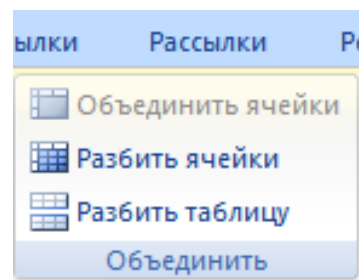 ылки Рассылки Р
Объединить ячейки
Разбить ячейки
Разбить таблицу
Объединить